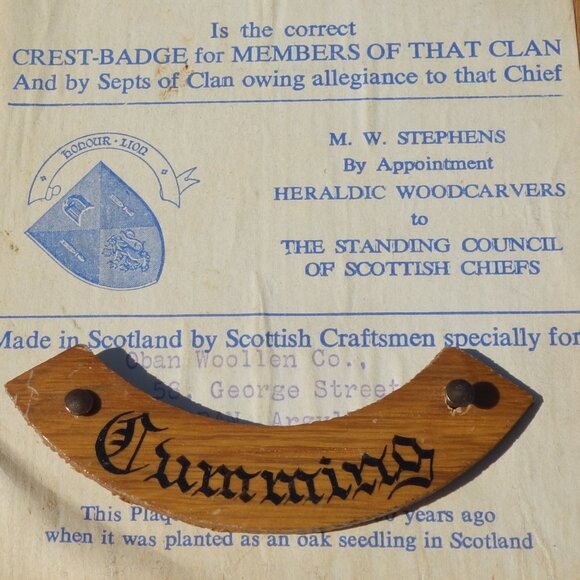 Is the correct
CREST-BADGE for MEMBERS OF THAT CLAN
And by Septs of Clan owing allegiance to that Chief
HONOUR · LION
M. W. STEPHENS
By Appointment
HERALDIC WOODCARVERS
to
THE STANDING COUNCIL
OF SCOTTISH CHIEFS
Made in Scotland by Scottish Craftsmen specially for
Oban Woollen Co.,
58, George Street
Cumming
This Plaq years ago
when it was planted as an oak seedling in Scotland